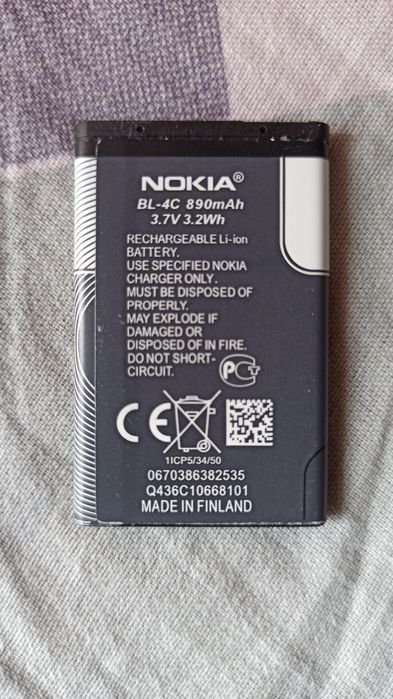 NOKIA®
BL-4C 890mAh
3.7V 3.2Wh
RECHARGEABLE Li-ion
BATTERY.
USE SPECIFIED NOKIA
CHARGER ONLY.
MUST BE DISPOSED OF
PROPERLY.
MAY EXPLODE IF
DAMAGED OR
DISPOSED OF IN FIRE.
DO NOT SHORT-
CIRCUIT.
PCT
CE
1ICP5/34/50
0670386382535
Q436C10668101
MADE IN FINLAND